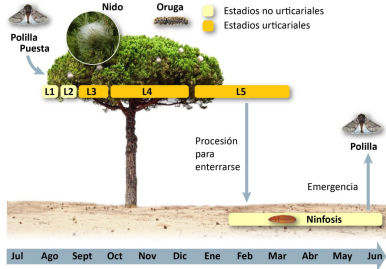 Nido
Oruga
Estadios no urticariales
Estadios urticariales
Polilla
Puesta
L1 L2 L3 L4 L5
Procesión
para
enterrarse
Polilla
Emergencia
Ninfosis
Jul Ago Sept Oct Nov Dic Ene Feb Mar Abr May Jun